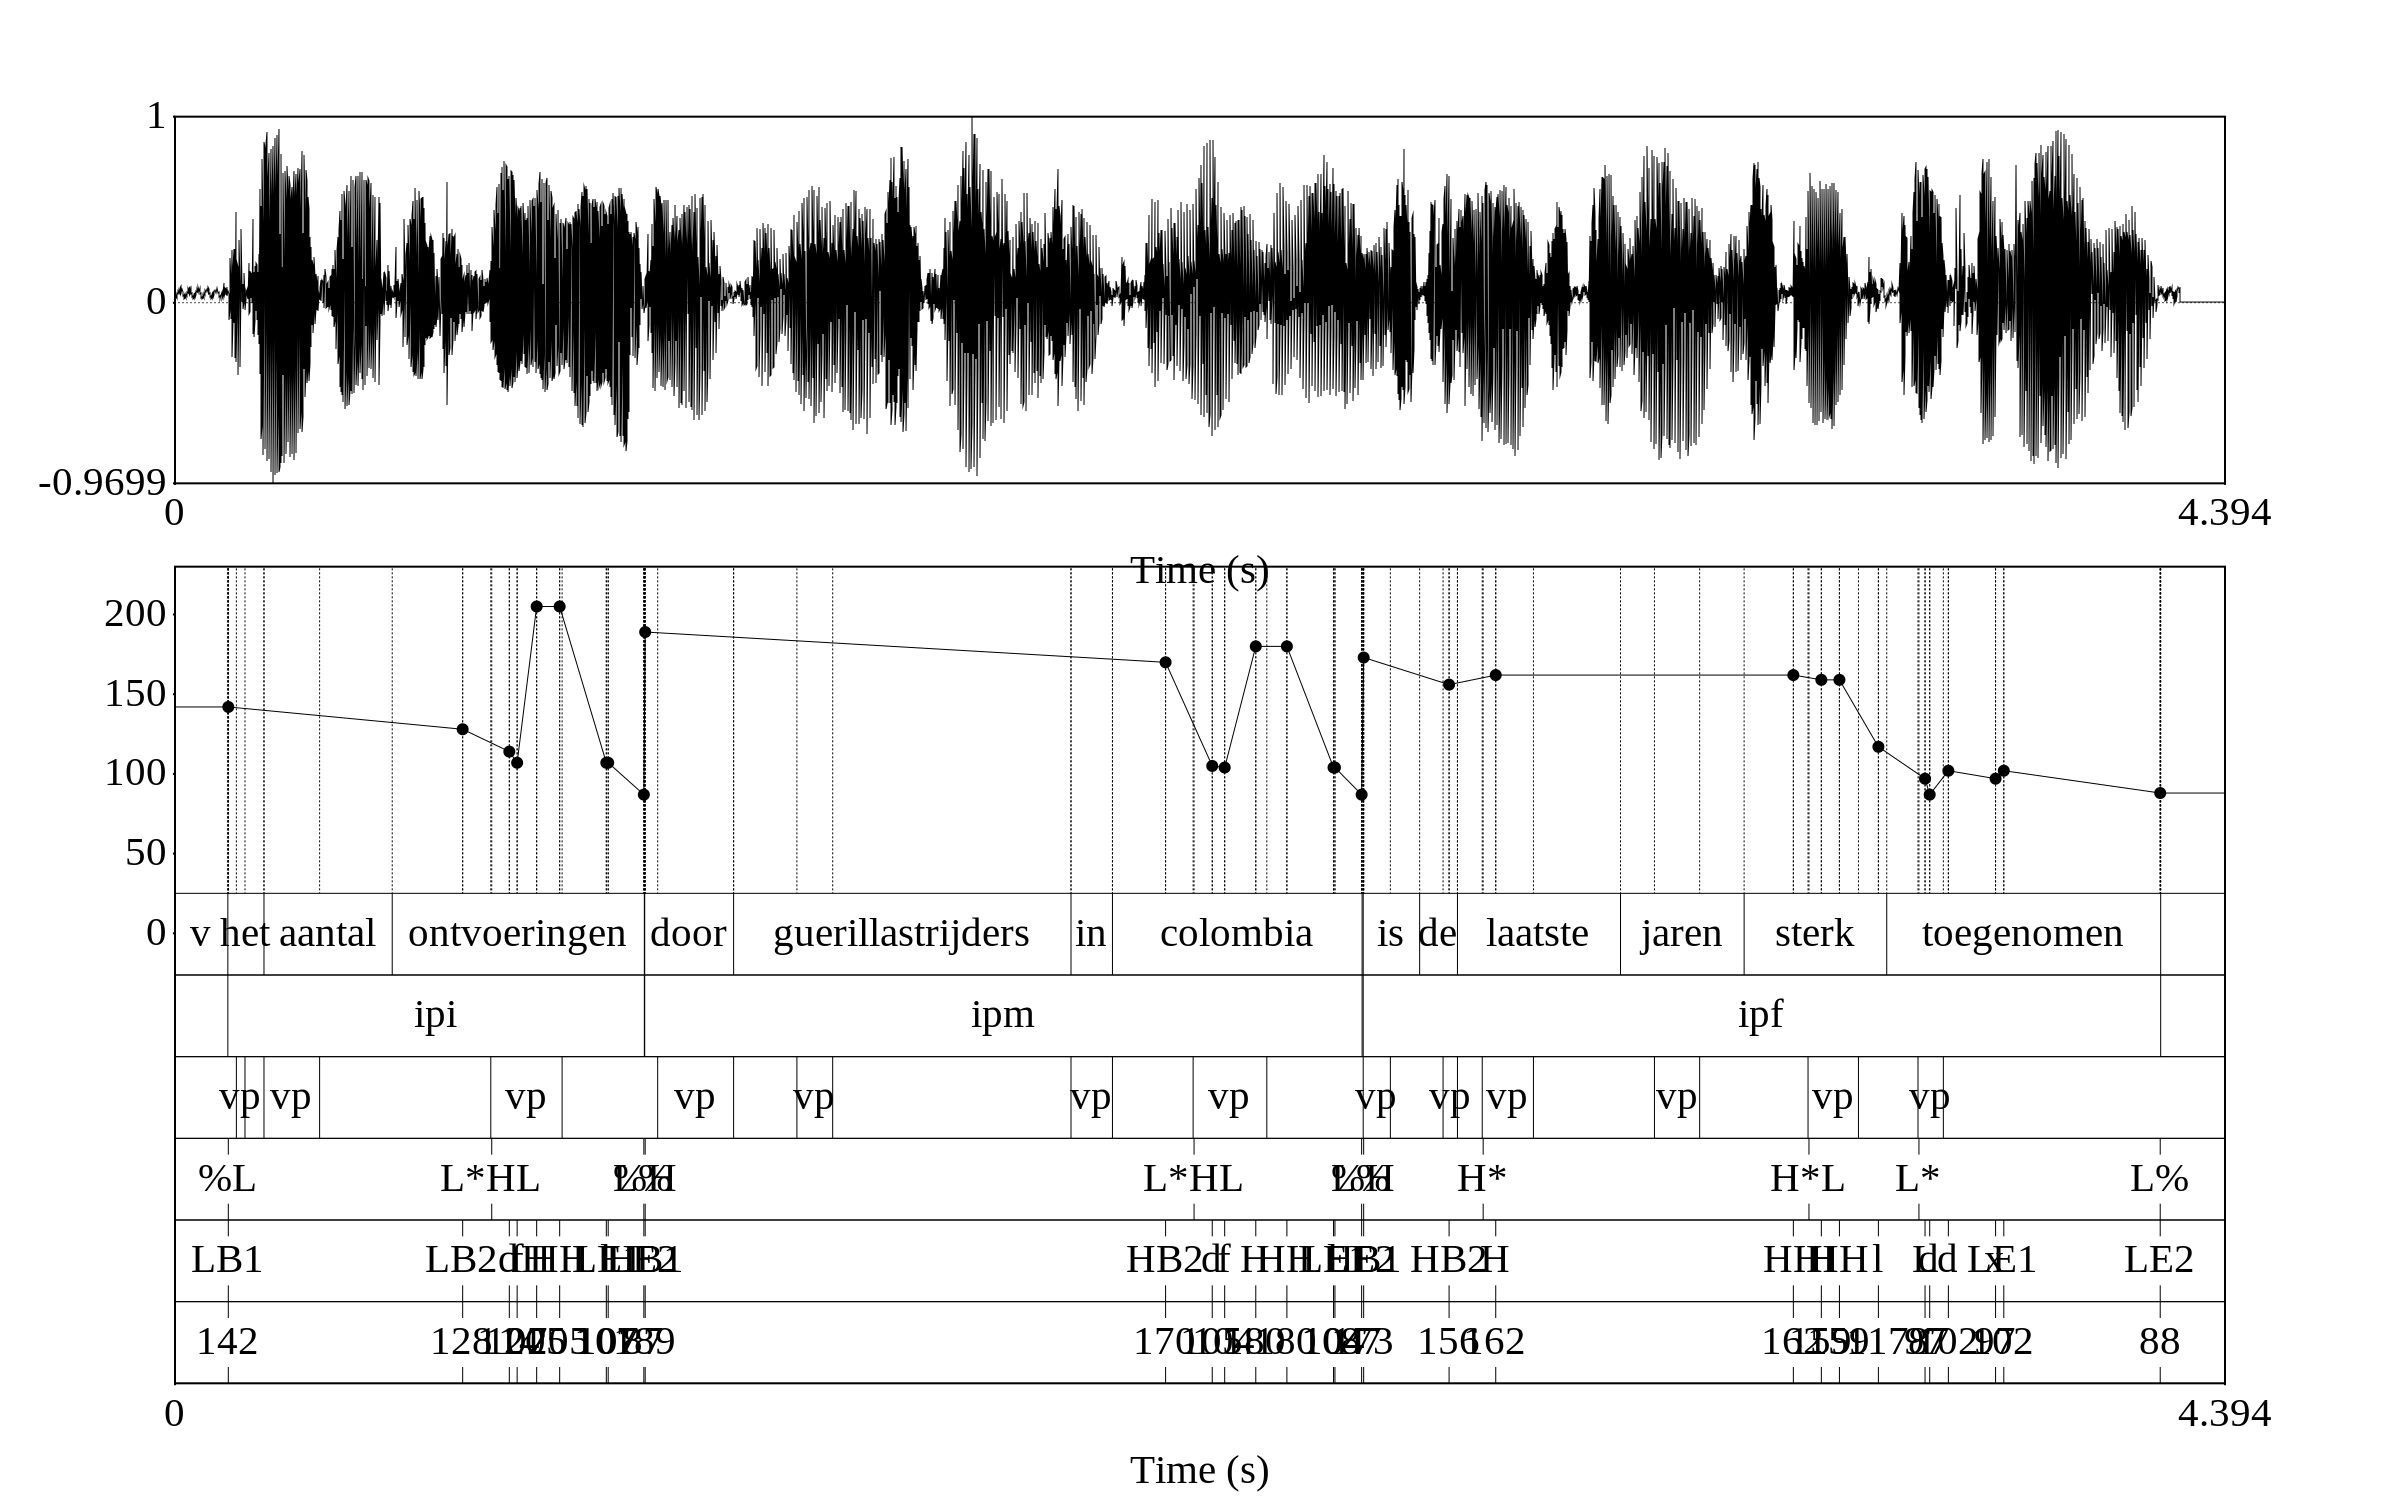 1
0
-0.9699
0 4.394
Time (s)
200
150
100
50
0
v het aantal ontvoeringen door guerillastrijders in colombia is de laatste jaren sterk toegenomen
ipi ipm ipf
vp vp vp vp vp vp vp vp vp vp vp vp vp
%L L*HL L% %H L*HL L% %H H* H*L L* L%
LB1 LB2 HB2 HB2 H l LE1 LE2
142 128 170 156 162 88
0 4.394
Time (s)